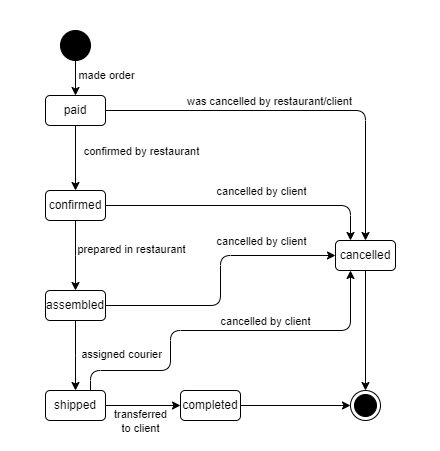 made order
paid
was cancelled by restaurant/client
confirmed by restaurant
confirmed
cancelled by client
prepared in restaurant
cancelled by client
cancelled
assembled
cancelled by client
assigned courier
shipped
transferred
to client
completed